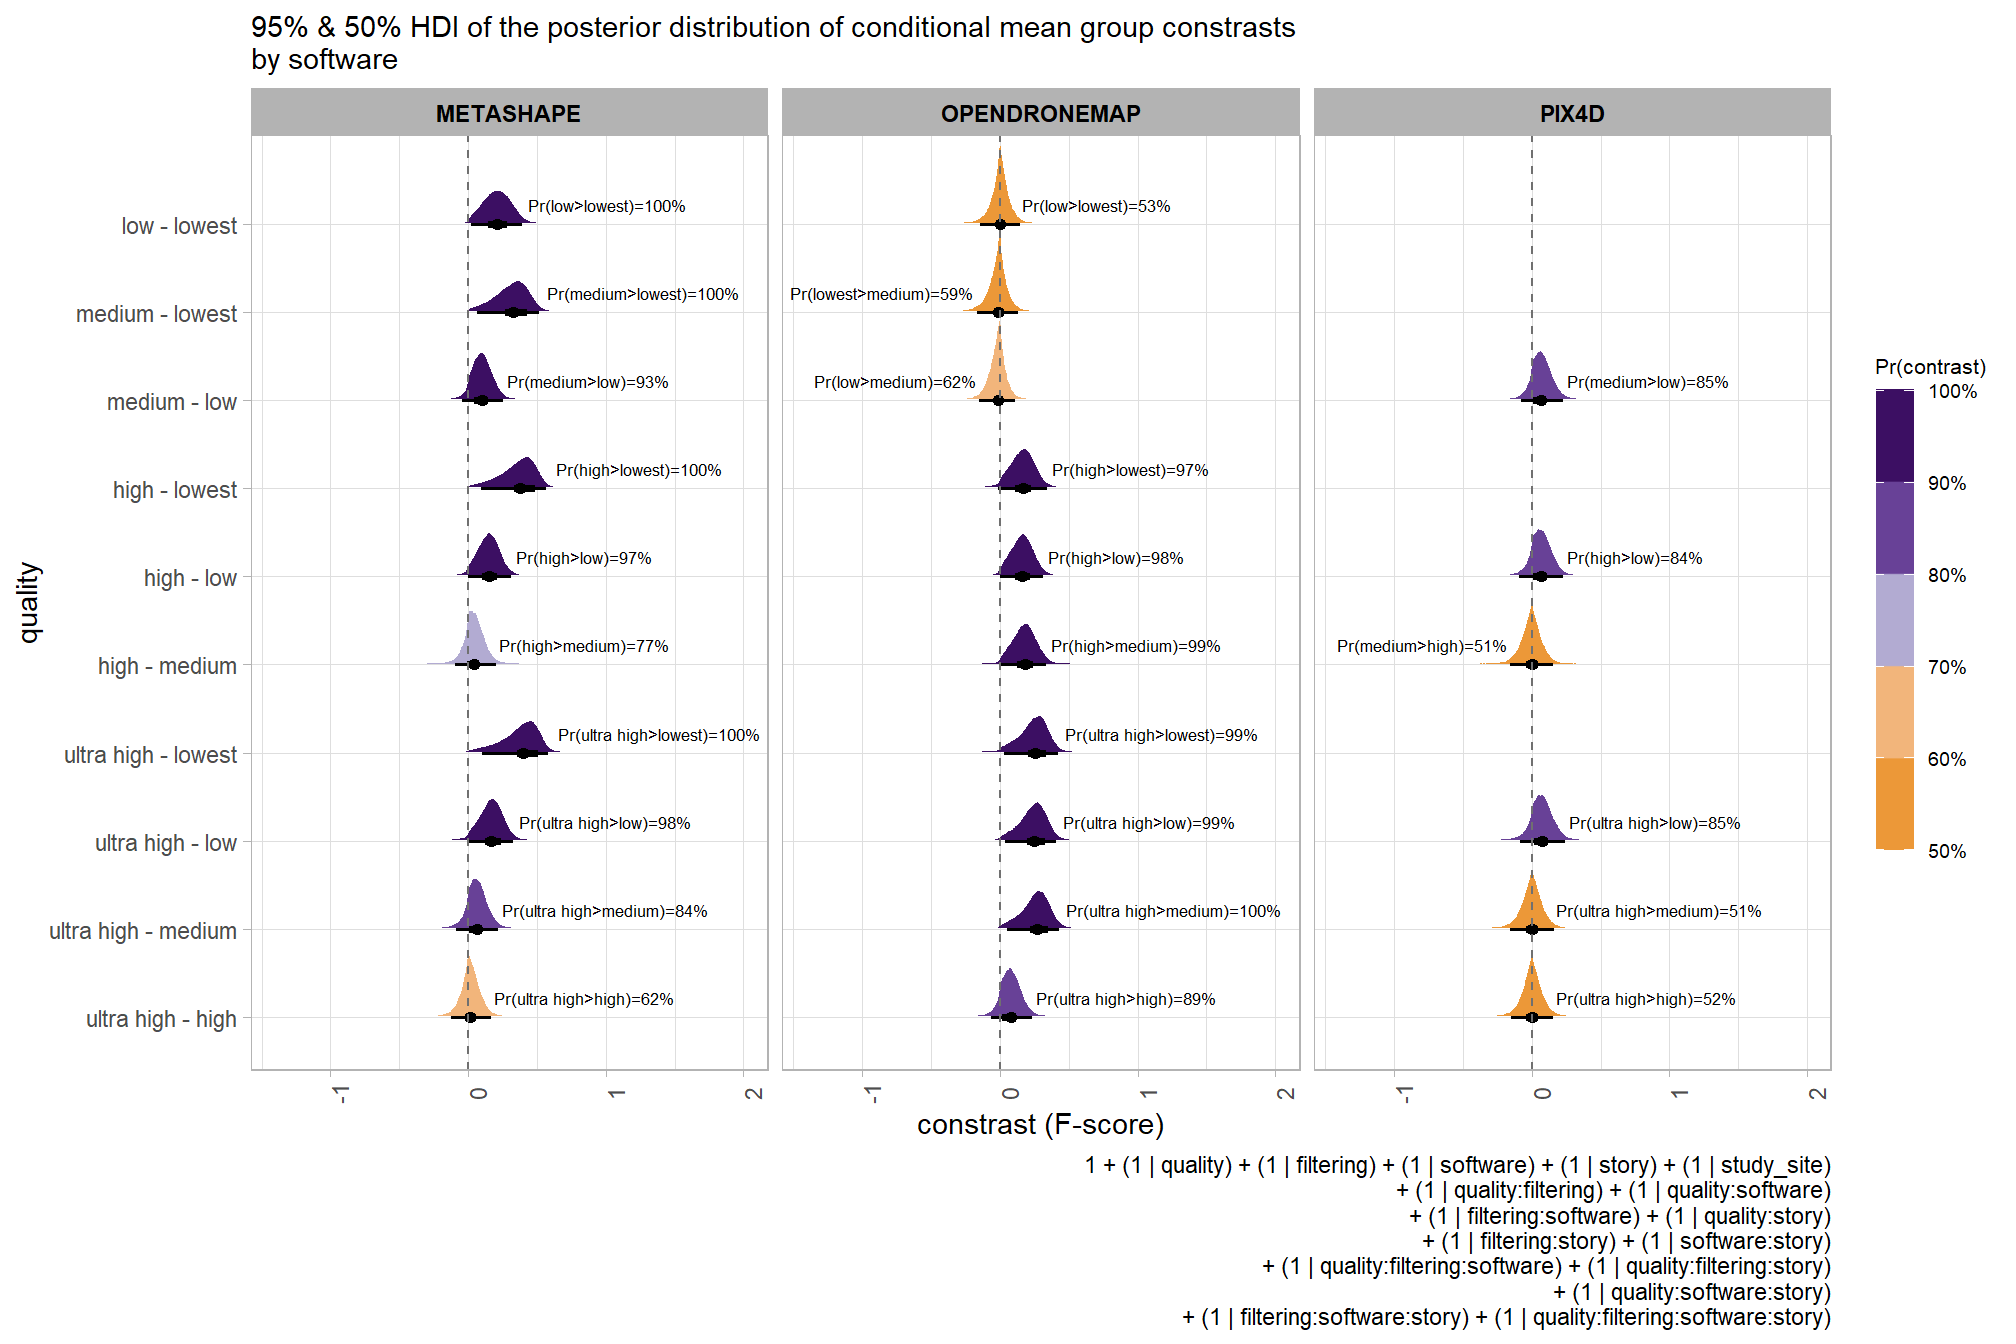 95% & 50% HDI of the posterior distribution of conditional mean group constrasts
by software
METASHAPE
OPENDRONEMAP
PIX4D
quality
low - lowest
Pr(low>lowest)=100%
Pr(low>lowest)=53%
medium - lowest
Pr(medium>lowest)=100%
Pr(lowest>medium)=59%
medium - low
Pr(medium>low)=93%
Pr(low>medium)=62%
Pr(medium>low)=85%
high - lowest
Pr(high>lowest)=100%
Pr(high>lowest)=97%
high - low
Pr(high>low)=97%
Pr(high>low)=98%
Pr(high>low)=84%
high - medium
Pr(high>medium)=77%
Pr(high>medium)=99%
Pr(medium>high)=51%
ultra high - lowest
Pr(ultra high>lowest)=100%
Pr(ultra high>lowest)=99%
ultra high - low
Pr(ultra high>low)=98%
Pr(ultra high>low)=99%
Pr(ultra high>low)=85%
ultra high - medium
Pr(ultra high>medium)=84%
Pr(ultra high>medium)=100%
Pr(ultra high>medium)=51%
ultra high - high
Pr(ultra high>high)=62%
Pr(ultra high>high)=89%
Pr(ultra high>high)=52%
-1 0 1 2
-1 0 1 2
-1 0 1 2
constrast (F-score)
Pr(contrast)
100%
90%
80%
70%
60%
50%
1 + (1 | quality) + (1 | filtering) + (1 | software) + (1 | story) + (1 | study_site)
+ (1 | quality:filtering) + (1 | quality:software)
+ (1 | filtering:software) + (1 | quality:story)
+ (1 | filtering:story) + (1 | software:story)
+ (1 | quality:filtering:software) + (1 | quality:filtering:story)
+ (1 | quality:software:story)
+ (1 | filtering:software:story) + (1 | quality:filtering:software:story)